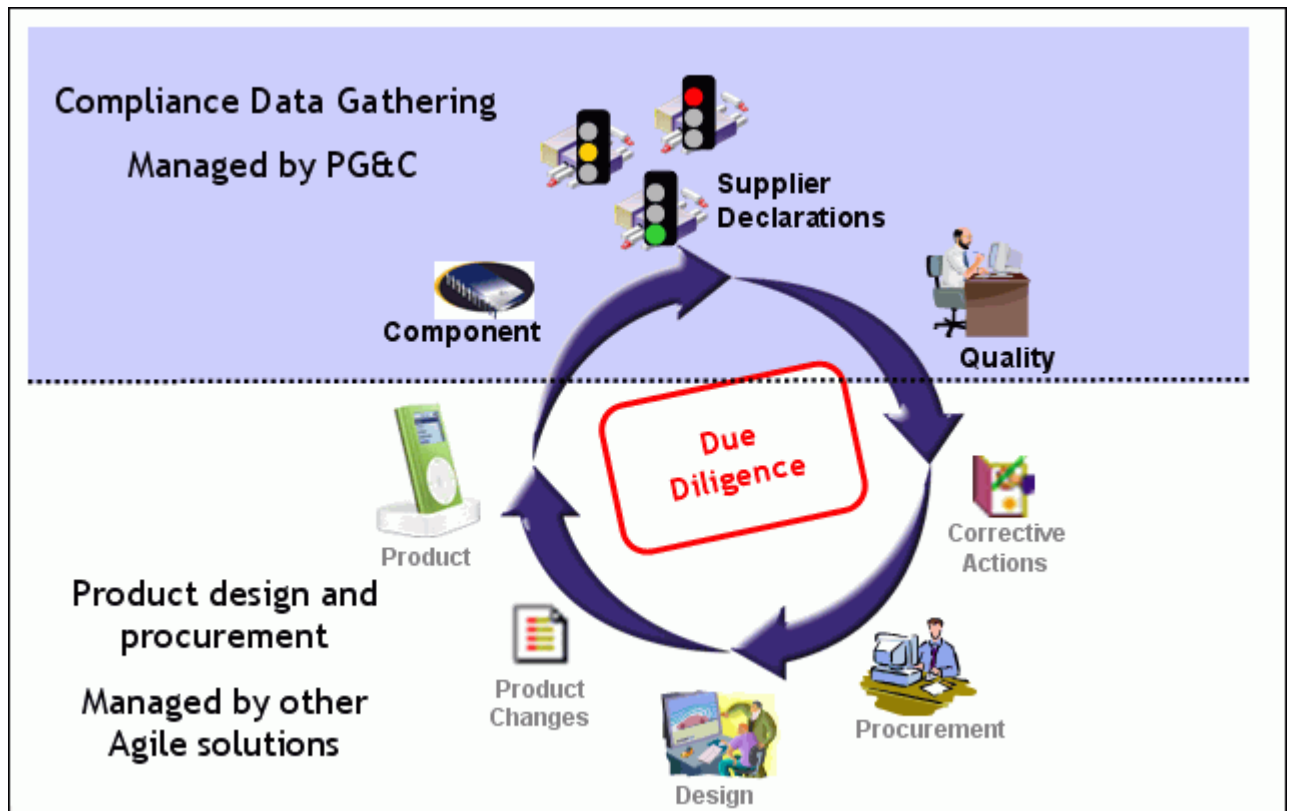 Compliance Data Gathering
Managed by PG&C
Supplier
Declarations
Component
Quality
Due
Diligence
Product
Corrective
Actions
Product design and
procurement
Managed by other
Agile solutions
Product
Changes
Procurement
Design